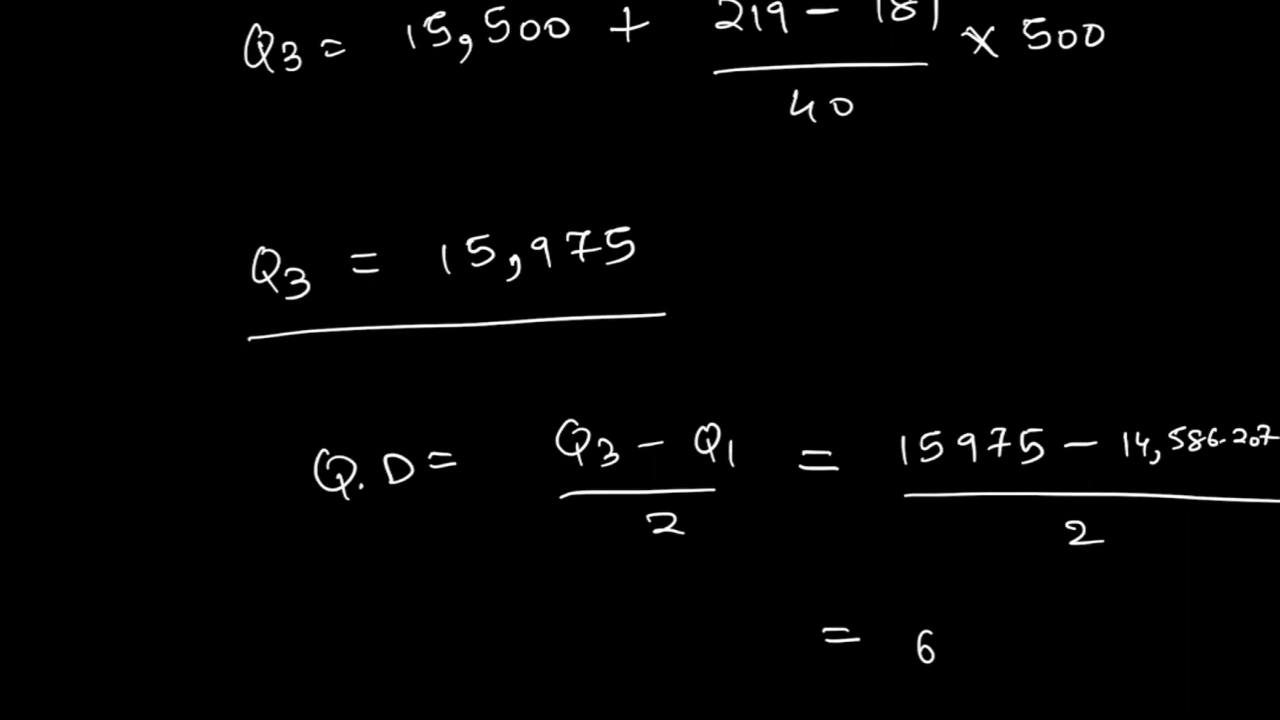 Q3 = 15,500 + 219 - 181 × 500
40
Q3 = 15,975
Q.D = Q3 - Q1 = 15975 - 14,586.207
2 2
= 6